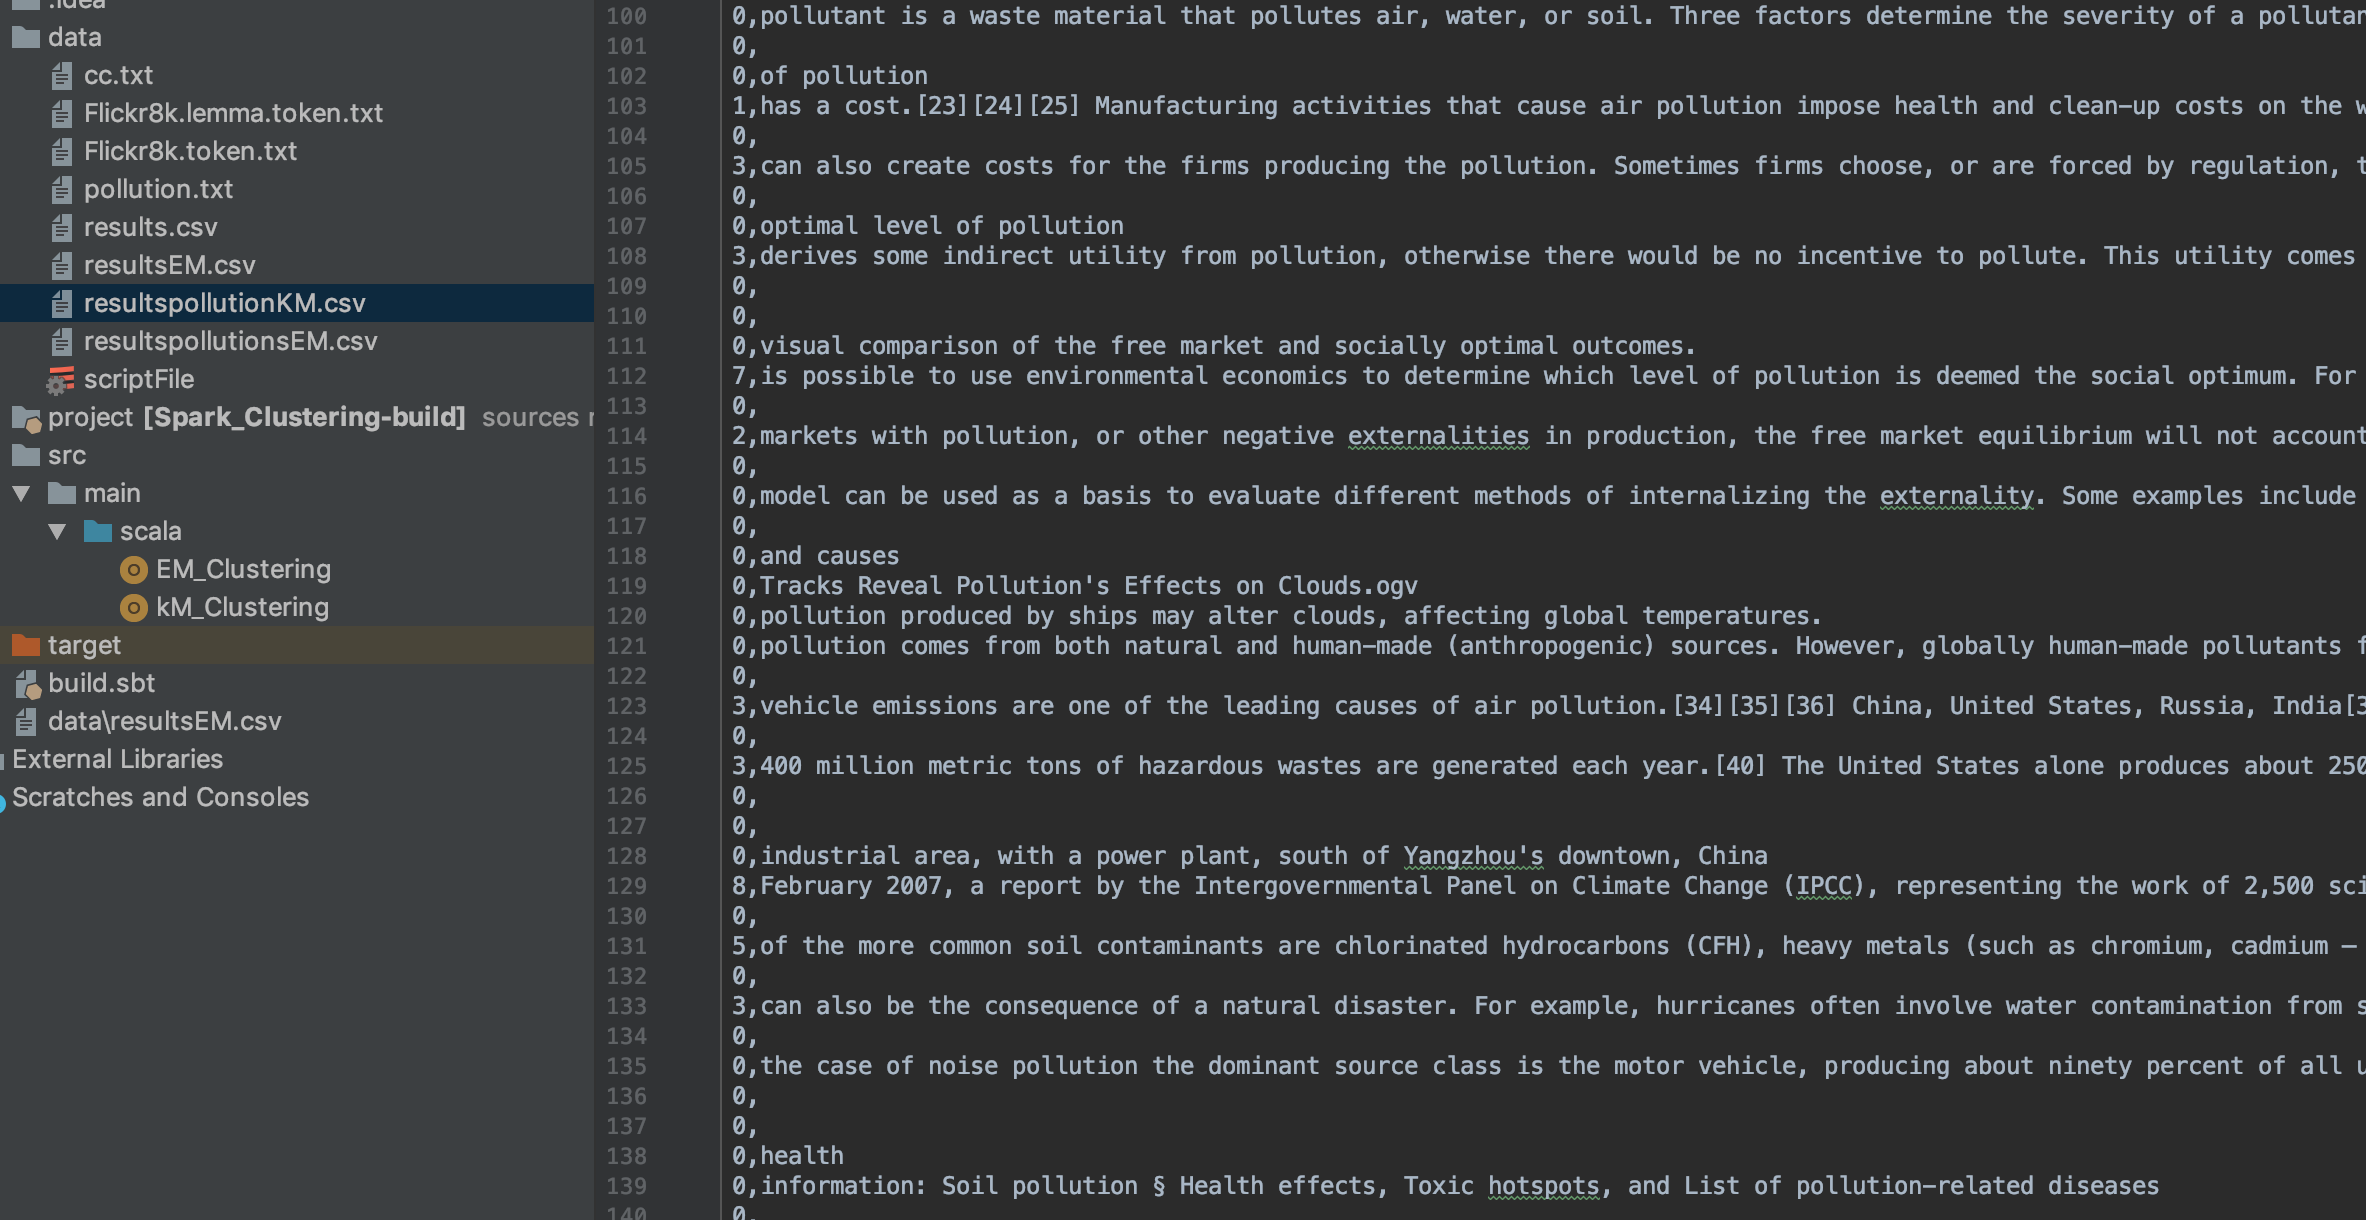 .idea
data
cc.txt
Flickr8k.lemma.token.txt
Flickr8k.token.txt
pollution.txt
results.csv
resultsEM.csv
resultspollutionKM.csv
resultspollutionsEM.csv
scriptFile
project [Spark_Clustering-build] sources
src
main
scala
EM_Clustering
kM_Clustering
target
build.sbt
data\resultsEM.csv
External Libraries
Scratches and Consoles
100 0,pollutant is a waste material that pollutes air, water, or soil. Three factors determine the severity of a pollutan
101 0,
102 0,of pollution
103 1,has a cost.[23][24][25] Manufacturing activities that cause air pollution impose health and clean-up costs on the w
104 0,
105 3,can also create costs for the firms producing the pollution. Sometimes firms choose, or are forced by regulation, t
106 0,
107 0,optimal level of pollution
108 3,derives some indirect utility from pollution, otherwise there would be no incentive to pollute. This utility comes
109 0,
110 0,
111 0,visual comparison of the free market and socially optimal outcomes.
112 7,is possible to use environmental economics to determine which level of pollution is deemed the social optimum. For
113 0,
114 2,markets with pollution, or other negative externalities in production, the free market equilibrium will not account
115 0,
116 0,model can be used as a basis to evaluate different methods of internalizing the externality. Some examples include
117 0,
118 0,and causes
119 0,Tracks Reveal Pollution's Effects on Clouds.ogv
120 0,pollution produced by ships may alter clouds, affecting global temperatures.
121 0,pollution comes from both natural and human-made (anthropogenic) sources. However, globally human-made pollutants f
122 0,
123 3,vehicle emissions are one of the leading causes of air pollution.[34][35][36] China, United States, Russia, India[3
124 0,
125 3,400 million metric tons of hazardous wastes are generated each year.[40] The United States alone produces about 250
126 0,
127 0,
128 0,industrial area, with a power plant, south of Yangzhou's downtown, China
129 8,February 2007, a report by the Intergovernmental Panel on Climate Change (IPCC), representing the work of 2,500 sci
130 0,
131 5,of the more common soil contaminants are chlorinated hydrocarbons (CFH), heavy metals (such as chromium, cadmium –
132 0,
133 3,can also be the consequence of a natural disaster. For example, hurricanes often involve water contamination from s
134 0,
135 0,the case of noise pollution the dominant source class is the motor vehicle, producing about ninety percent of all u
136 0,
137 0,
138 0,health
139 0,information: Soil pollution § Health effects, Toxic hotspots, and List of pollution-related diseases
140 0,